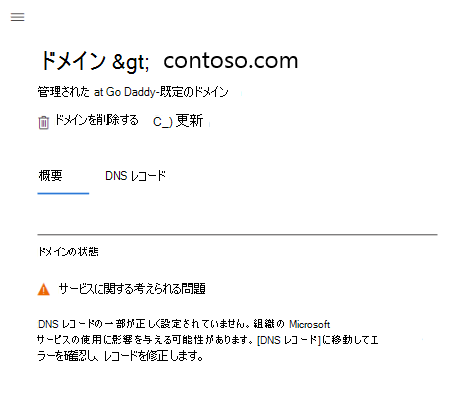 ドメイン &gt; contoso.com
管理された at Go Daddy-既定のドメイン
ドメインを削除する C_) 更新
概要 DNS レコード
ドメインの状態
サービスに関する考えられる問題
DNS レコードの一部が正しく設定されていません。組織の Microsoft
サービスの使用に影響を与える可能性があります。[DNS レコード] に移動してエ
ラーを確認し、レコードを修正します。